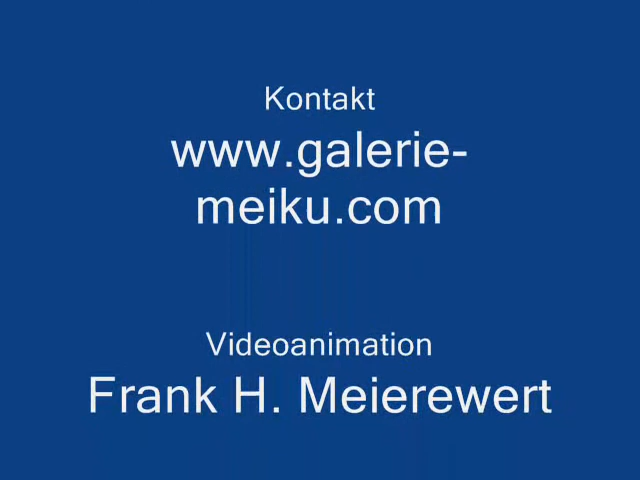 Kontakt
www.galerie-
meiku.com
Videoanimation
Frank H. Meierewert